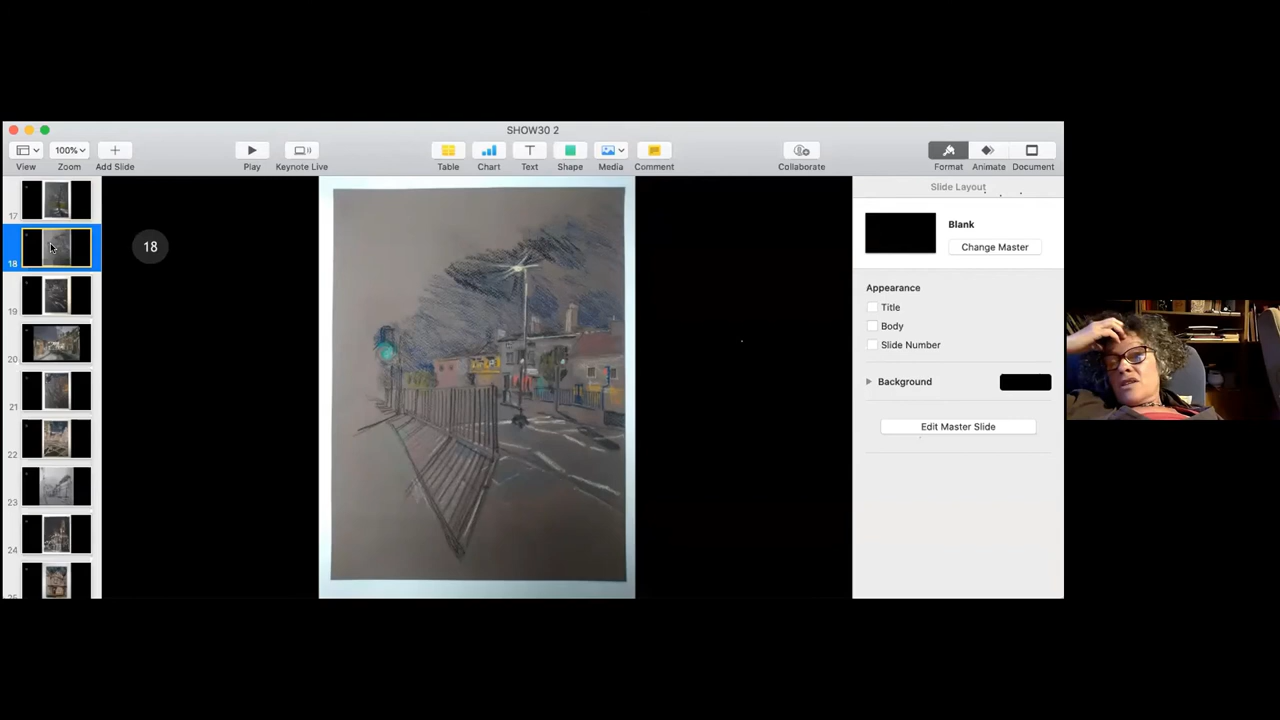 SHOW30 2
100%
View
Zoom
Add Slide
Play
Keynote Live
Table
Chart
Text
Shape
Media
Comment
Collaborate
Format
Animate
Document
17
18
19
20
21
22
23
24
18
Slide Layout
Blank
Change Master
Appearance
Title
Body
Slide Number
Background
Edit Master Slide